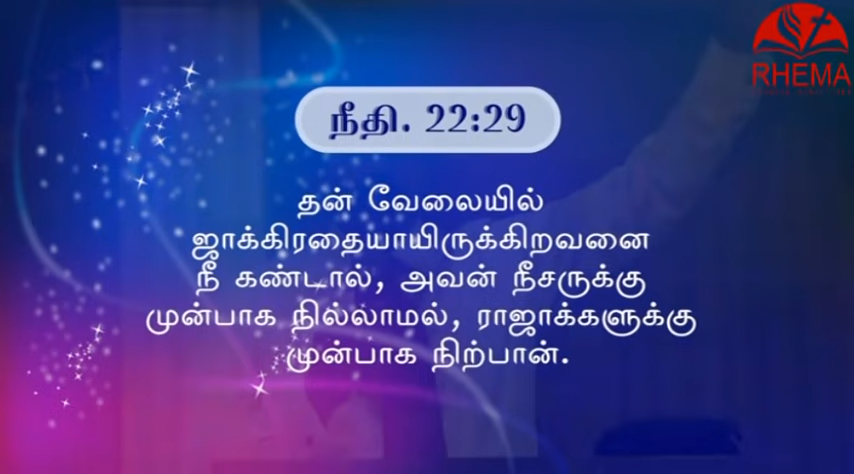 RHEMA
நீதி. 22:29
தன் வேலையில்
ஜாக்கிரதையாயிருக்கிறவனை
நீ கண்டால், அவன் நீசருக்கு
முன்பாக நில்லாமல், ராஜாக்களுக்கு
முன்பாக நிற்பான்.